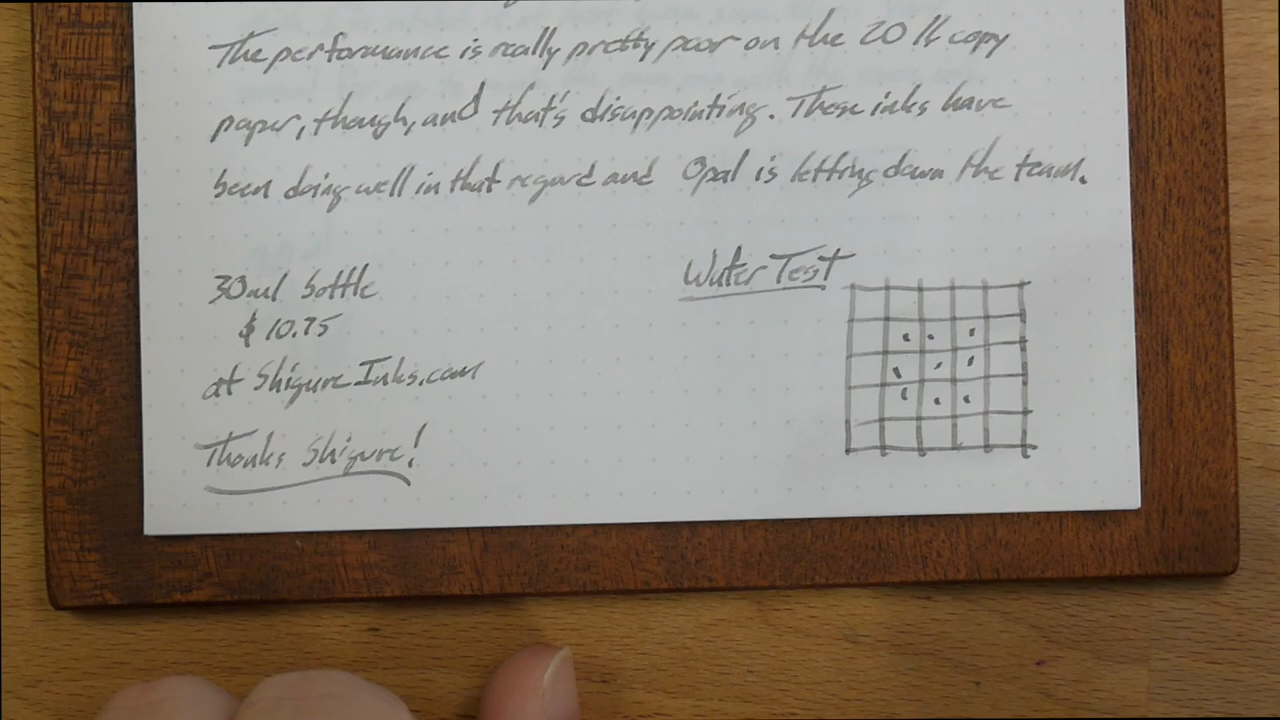 The performance is really pretty poor on the 20 lb copy
paper, though, and that's disappointing. These inks have
been doing well in that regard and Opal is letting down the team.
30ml bottle
$10.75
at ShigureInks.com
Thanks Shigure!
Water Test